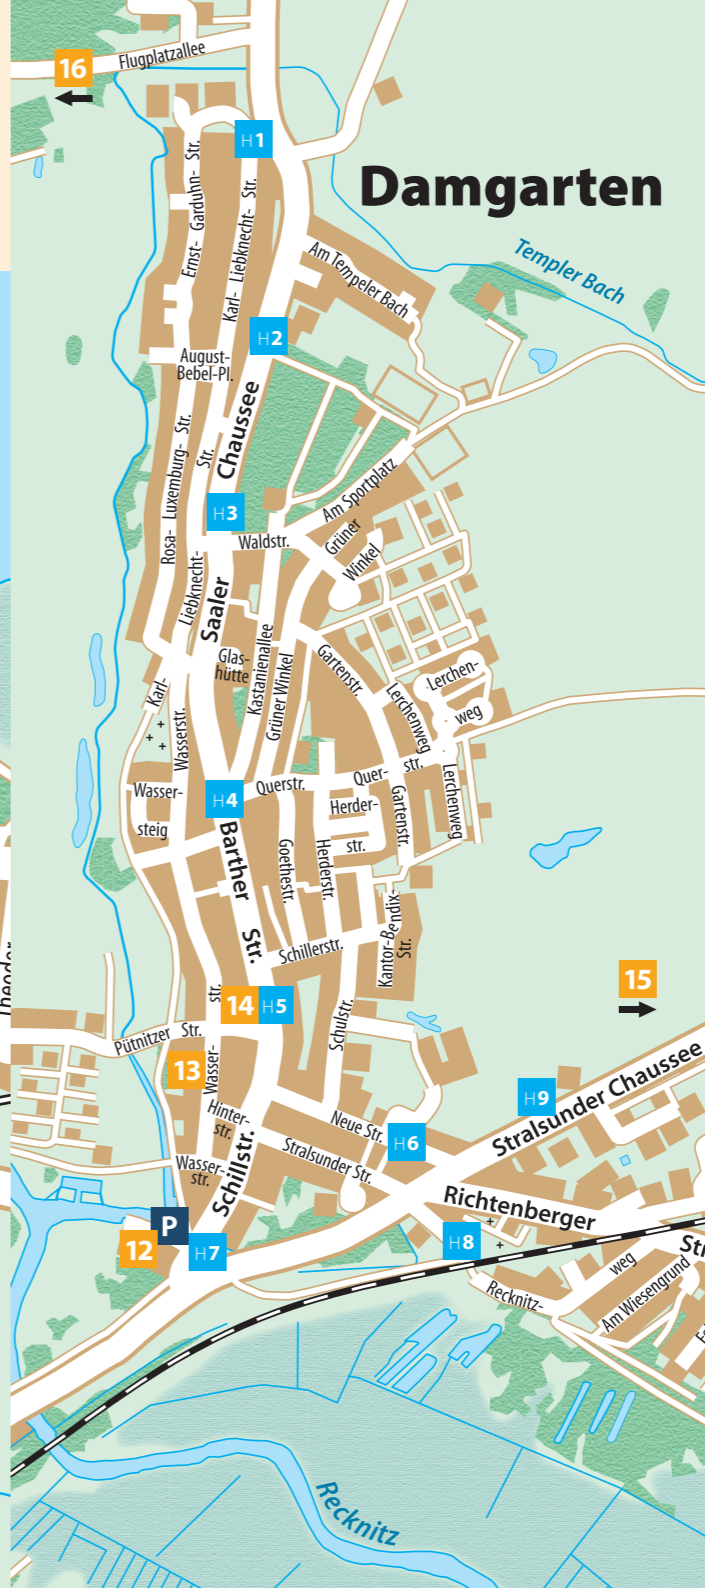 16
Flugplatzallee
H1
Damgarten
Ernst- Garduhn- Str.
Karl- Liebknecht- Str.
Am Tempeler Bach
Templer Bach
H2
August-
Bebel-Pl.
Chaussee
Rosa- Luxemburg- Str.
Str.
Am Sportplatz
H3
Waldstr.
Grüner
Winkel
Liebknecht-
Saaler
Glas-
hütte
Kastanienallee
Grüner Winkel
Gartenstr.
Lerchen-
weg
Lerchenweg
Karl-
Wasserstr.
Wasser-
steig
H4
Querstr.
Quer- str.
Herder-
str.
Gartenstr.
Lerchenweg
Barther
Str.
Goethestr.
Herderstr.
Kantor-Bendix-
Str.
Schillerstr.
Theodor
15
14
H5
str.
Schulstr.
Pütnitzer Str.
13
Wasser-
Hinter-
str.
Neue Str.
H6
H9
Stralsunder Chaussee
Stralsunder Str.
Wasser-
str.
Schillstr.
Richtenberger
Str
P
12
H7
H8
Recknitz-
weg
Am Wiesengrund
Recknitz